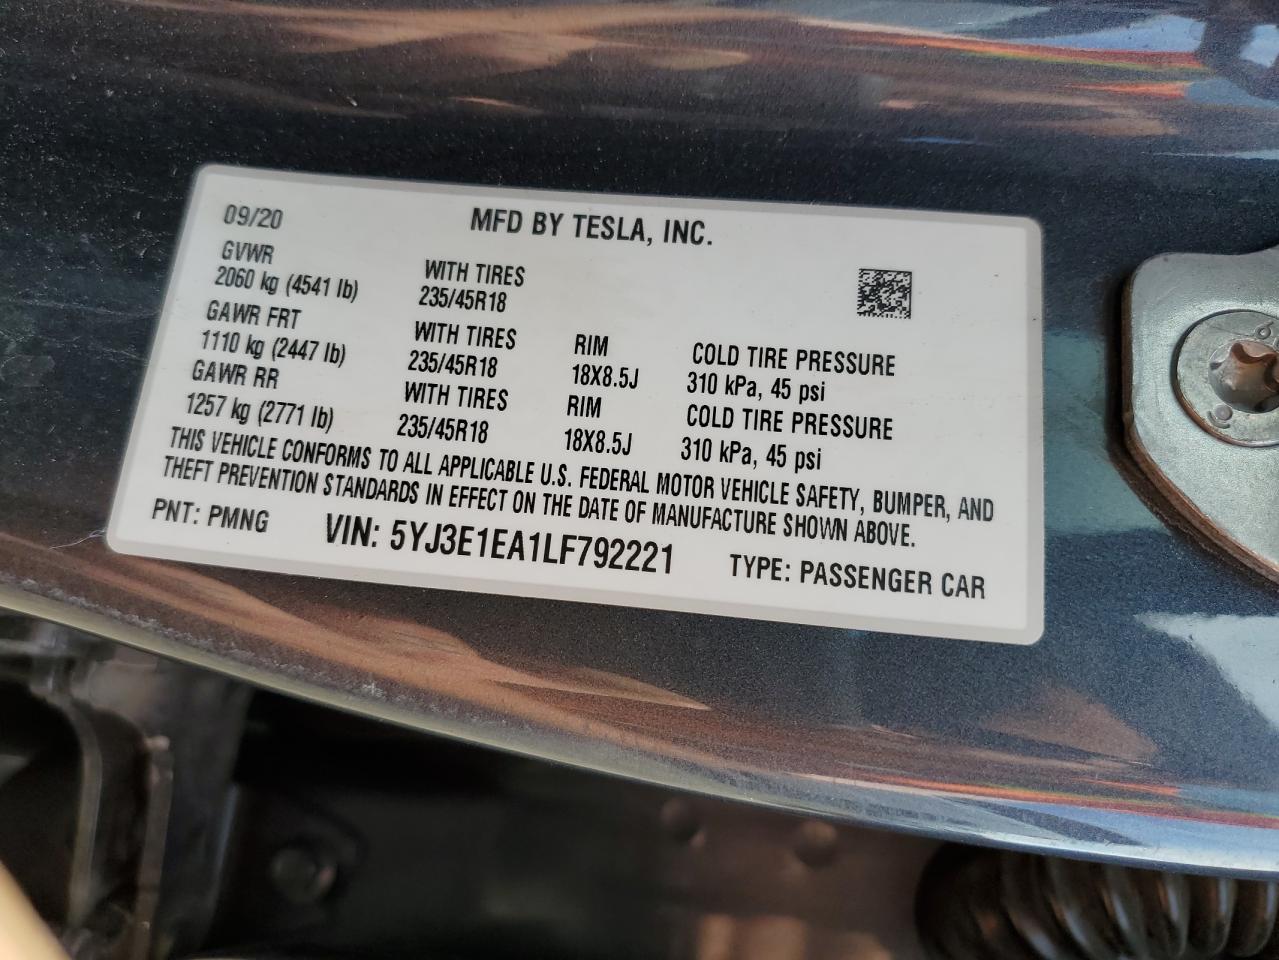 09/20 MFD BY TESLA, INC.
GVWR
2060 kg (4541 lb)
WITH TIRES
235/45R18
GAWR FRT
1110 kg (2447 lb)
WITH TIRES
235/45R18
RIM
18X8.5J
COLD TIRE PRESSURE
310 kPa, 45 psi
GAWR RR
1257 kg (2771 lb)
WITH TIRES
235/45R18
RIM
18X8.5J
COLD TIRE PRESSURE
310 kPa, 45 psi
THIS VEHICLE CONFORMS TO ALL APPLICABLE U.S. FEDERAL MOTOR VEHICLE SAFETY, BUMPER, AND
THEFT PREVENTION STANDARDS IN EFFECT ON THE DATE OF MANUFACTURE SHOWN ABOVE.
PNT: PMNG VIN: 5YJ3E1EA1LF792221 TYPE: PASSENGER CAR